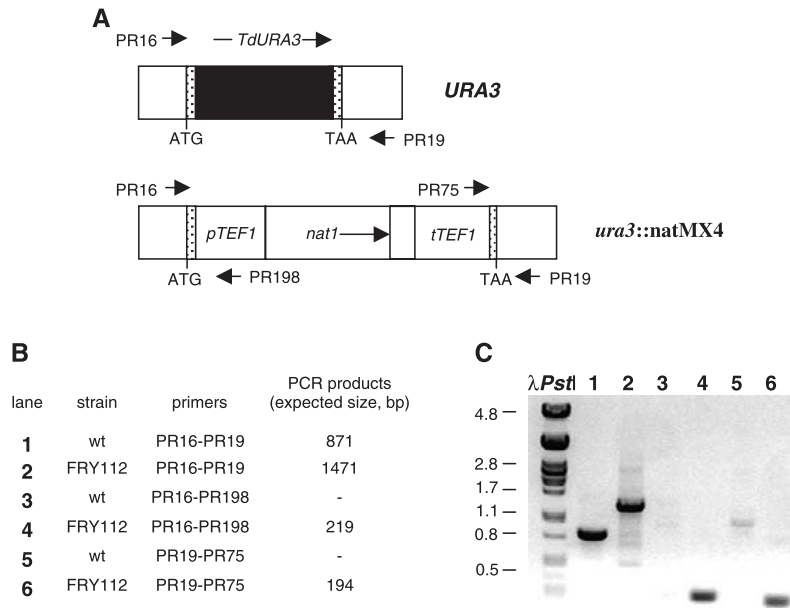 A
PR16 TdURA3
URA3
ATG TAA PR19
PR16 PR75
pTEF1 nat1 tTEF1 ura3::natMX4
ATG PR198 TAA PR19
B
lane strain primers PCR products (expected size, bp)
1 wt PR16-PR19 871
2 FRY112 PR16-PR19 1471
3 wt PR16-PR198 -
4 FRY112 PR16-PR198 219
5 wt PR19-PR75 -
6 FRY112 PR19-PR75 194
C
λPstI 1 2 3 4 5 6
4.8
2.8
1.7
1.1
0.8
0.5